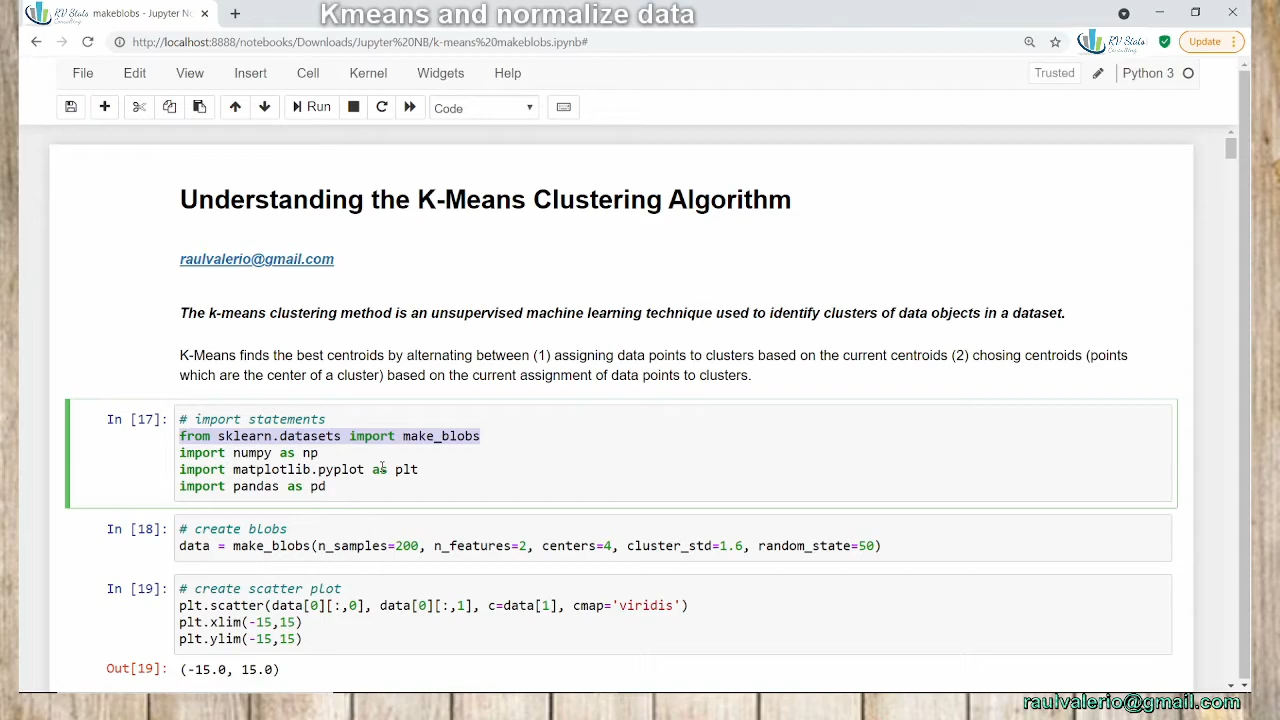 Kmeans and normalize data
makeblobs - Jupyter No
http://localhost:8888/notebooks/Downloads/Jupyter%20NB/k-means%20makeblobs.ipynb#
RV Stats
Update
File Edit View Insert Cell Kernel Widgets Help
Trusted
Python 3
Run
Code
Understanding the K-Means Clustering Algorithm
raulvalerio@gmail.com
The k-means clustering method is an unsupervised machine learning technique used to identify clusters of data objects in a dataset.
K-Means finds the best centroids by alternating between (1) assigning data points to clusters based on the current centroids (2) chosing centroids (points
which are the center of a cluster) based on the current assignment of data points to clusters.
In [17]: # import statements
from sklearn.datasets import make_blobs
import numpy as np
import matplotlib.pyplot as plt
import pandas as pd
In [18]: # create blobs
data = make_blobs(n_samples=200, n_features=2, centers=4, cluster_std=1.6, random_state=50)
In [19]: # create scatter plot
plt.scatter(data[0][:,0], data[0][:,1], c=data[1], cmap='viridis')
plt.xlim(-15,15)
plt.ylim(-15,15)
Out[19]: (-15.0, 15.0)
raulvalerio@gmail.com